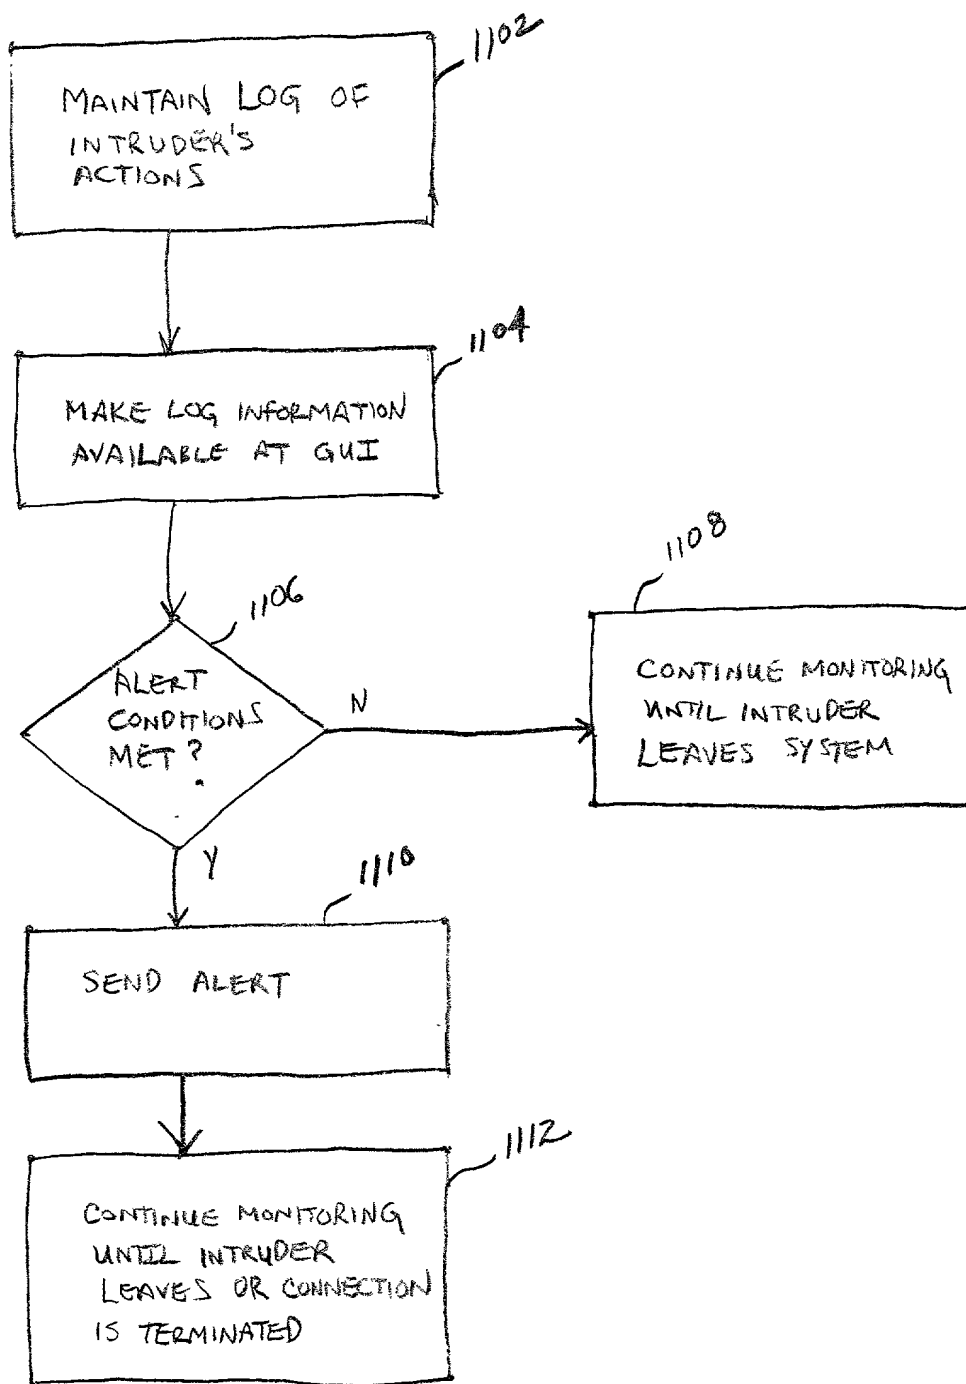 1102
MAINTAIN LOG OF
INTRUDER'S
ACTIONS
1104
MAKE LOG INFORMATION
AVAILABLE AT GUI
1106
ALERT
CONDITIONS
MET?
N
1108
CONTINUE MONITORING
UNTIL INTRUDER
LEAVES SYSTEM
Y
1110
SEND ALERT
1112
CONTINUE MONITORING
UNTIL INTRUDER
LEAVES OR CONNECTION
IS TERMINATED